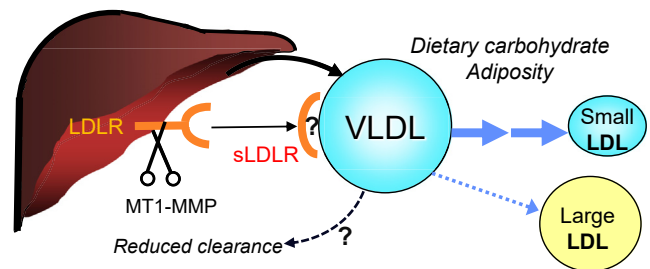 Dietary carbohydrate
Adiposity
LDLR
sLDLR
?
VLDL
Small
LDL
MT1-MMP
Reduced clearance
?
Large
LDL